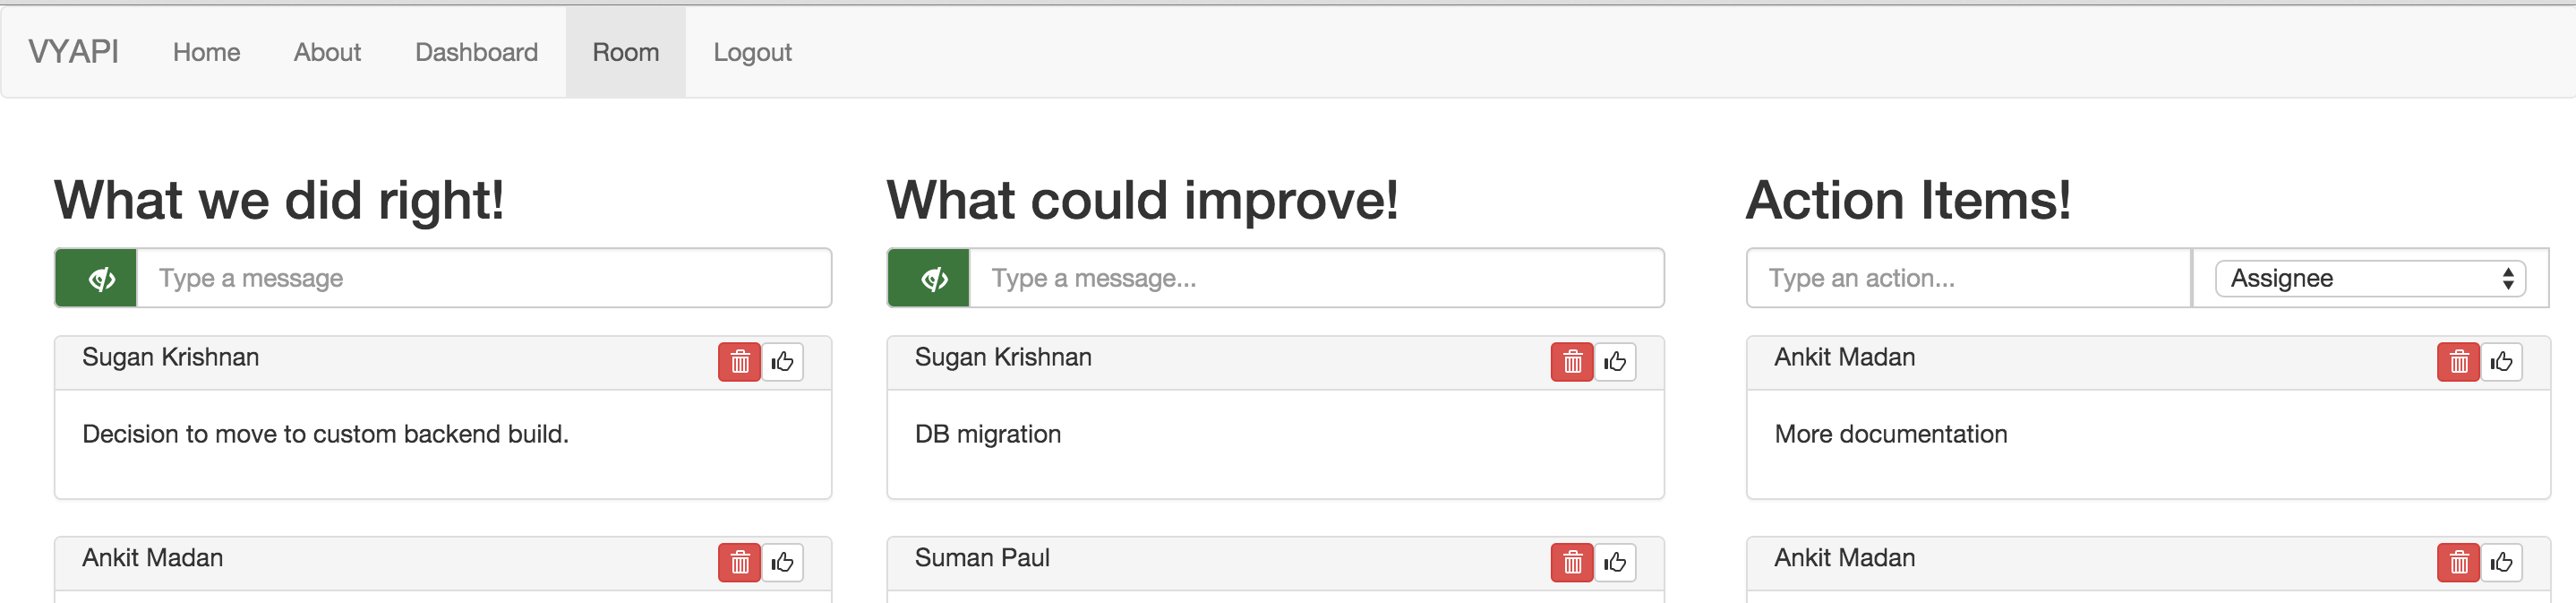 VYAPI Home About Dashboard Room Logout
What we did right! What could improve! Action Items!
Type a message Type a message... Type an action... Assignee
Sugan Krishnan Sugan Krishnan Ankit Madan
Decision to move to custom backend build. DB migration More documentation
Ankit Madan Suman Paul Ankit Madan